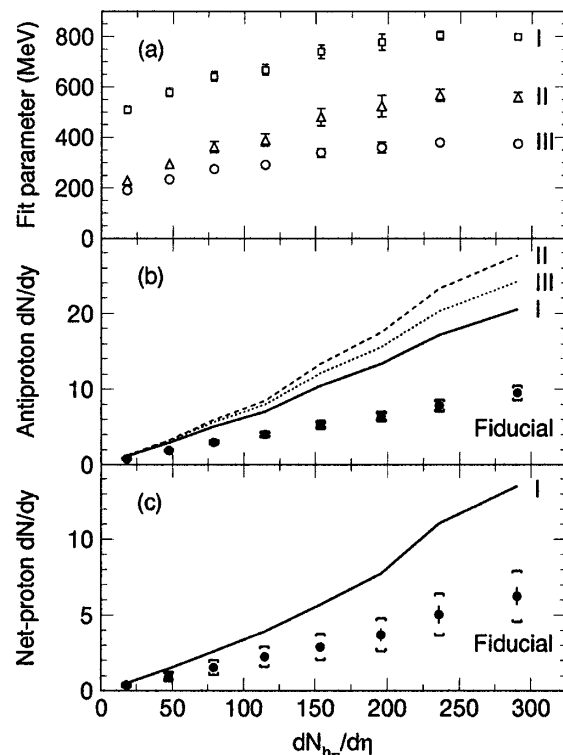 800
600
400
200
0
Fit parameter (MeV)
(a)
I
II
III
20
10
0
Antiproton dN/dy
(b)
II
III
I
Fiducial
10
5
0
Net-proton dN/dy
(c)
I
Fiducial
0 50 100 150 200 250 300
dN_h-/dη